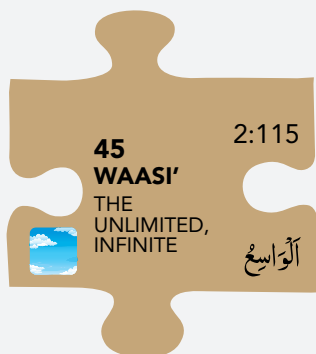 2:115
45
WAASI’
THE
UNLIMITED,
INFINITE
اَلْوَاسِعُ